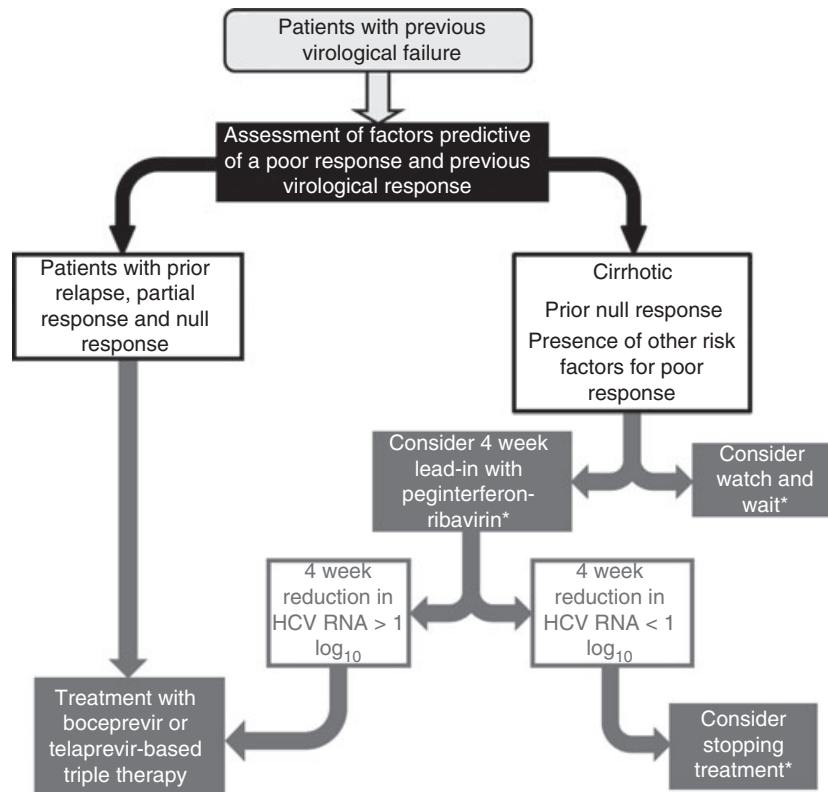 Patients with previous
virological failure
Assessment of factors predictive
of a poor response and previous
virological response
Patients with prior
relapse, partial
response and null
response
Cirrhotic
Prior null response
Presence of other risk
factors for poor
response
Consider 4 week
lead-in with
peginterferon-
ribavirin*
Consider
watch and
wait*
4 week
reduction in
HCV RNA > 1
log₁₀
4 week
reduction in
HCV RNA < 1
log₁₀
Treatment with
boceprevir or
telaprevir-based
triple therapy
Consider
stopping
treatment*